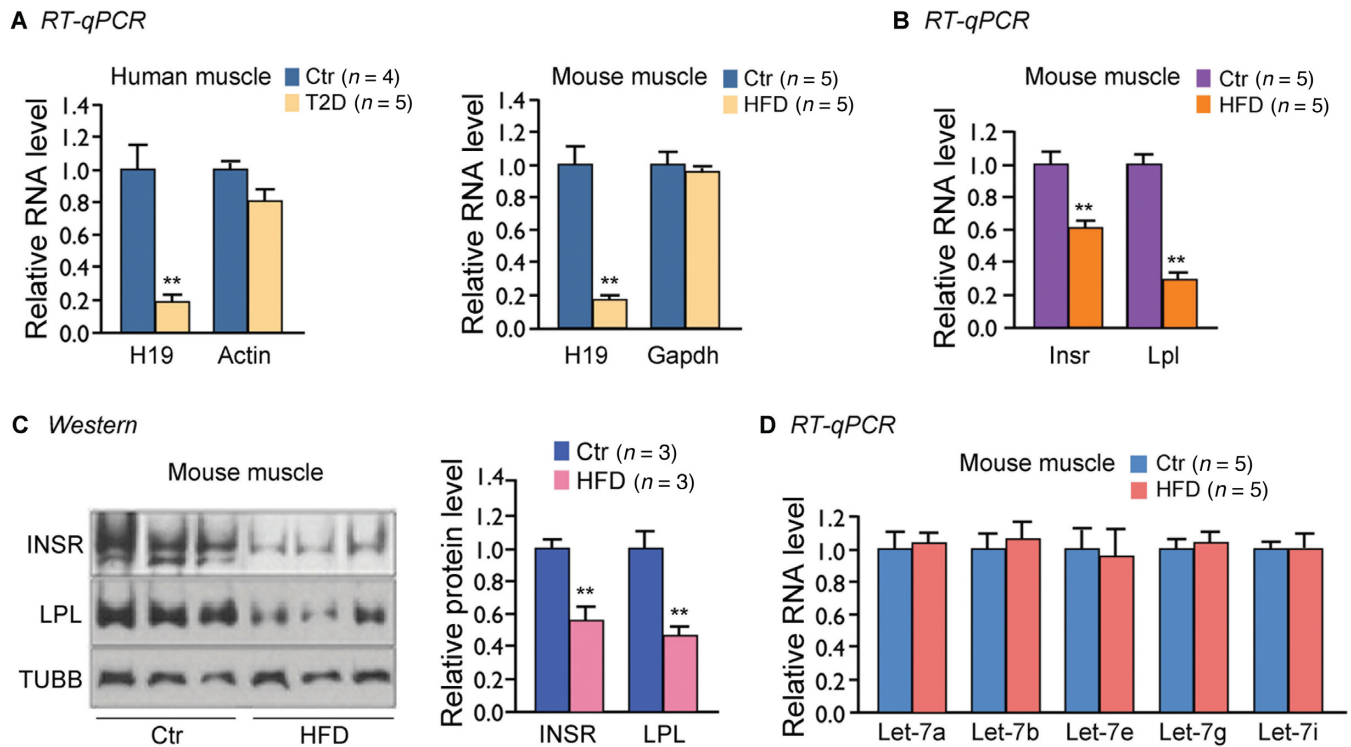 A RT-qPCR
Human muscle
Ctr (n = 4)
T2D (n = 5)
Relative RNA level
1.4
1.2
1.0
0.8
0.6
0.4
0.2
0.0
**
H19 Actin
Mouse muscle
Ctr (n = 5)
HFD (n = 5)
Relative RNA level
1.4
1.2
1.0
0.8
0.6
0.4
0.2
0.0
**
H19 Gapdh
B RT-qPCR
Mouse muscle
Ctr (n = 5)
HFD (n = 5)
Relative RNA level
1.2
1.0
0.8
0.6
0.4
0.2
0.0
**
**
Insr Lpl
C Western
Mouse muscle
INSR
LPL
TUBB
Ctr HFD
Ctr (n = 3)
HFD (n = 3)
Relative protein level
1.4
1.2
1.0
0.8
0.6
0.4
0.2
0.0
**
**
INSR LPL
D RT-qPCR
Mouse muscle
Ctr (n = 5)
HFD (n = 5)
Relative RNA level
1.2
1.0
0.8
0.6
0.4
0.2
0.0
Let-7a Let-7b Let-7e Let-7g Let-7i